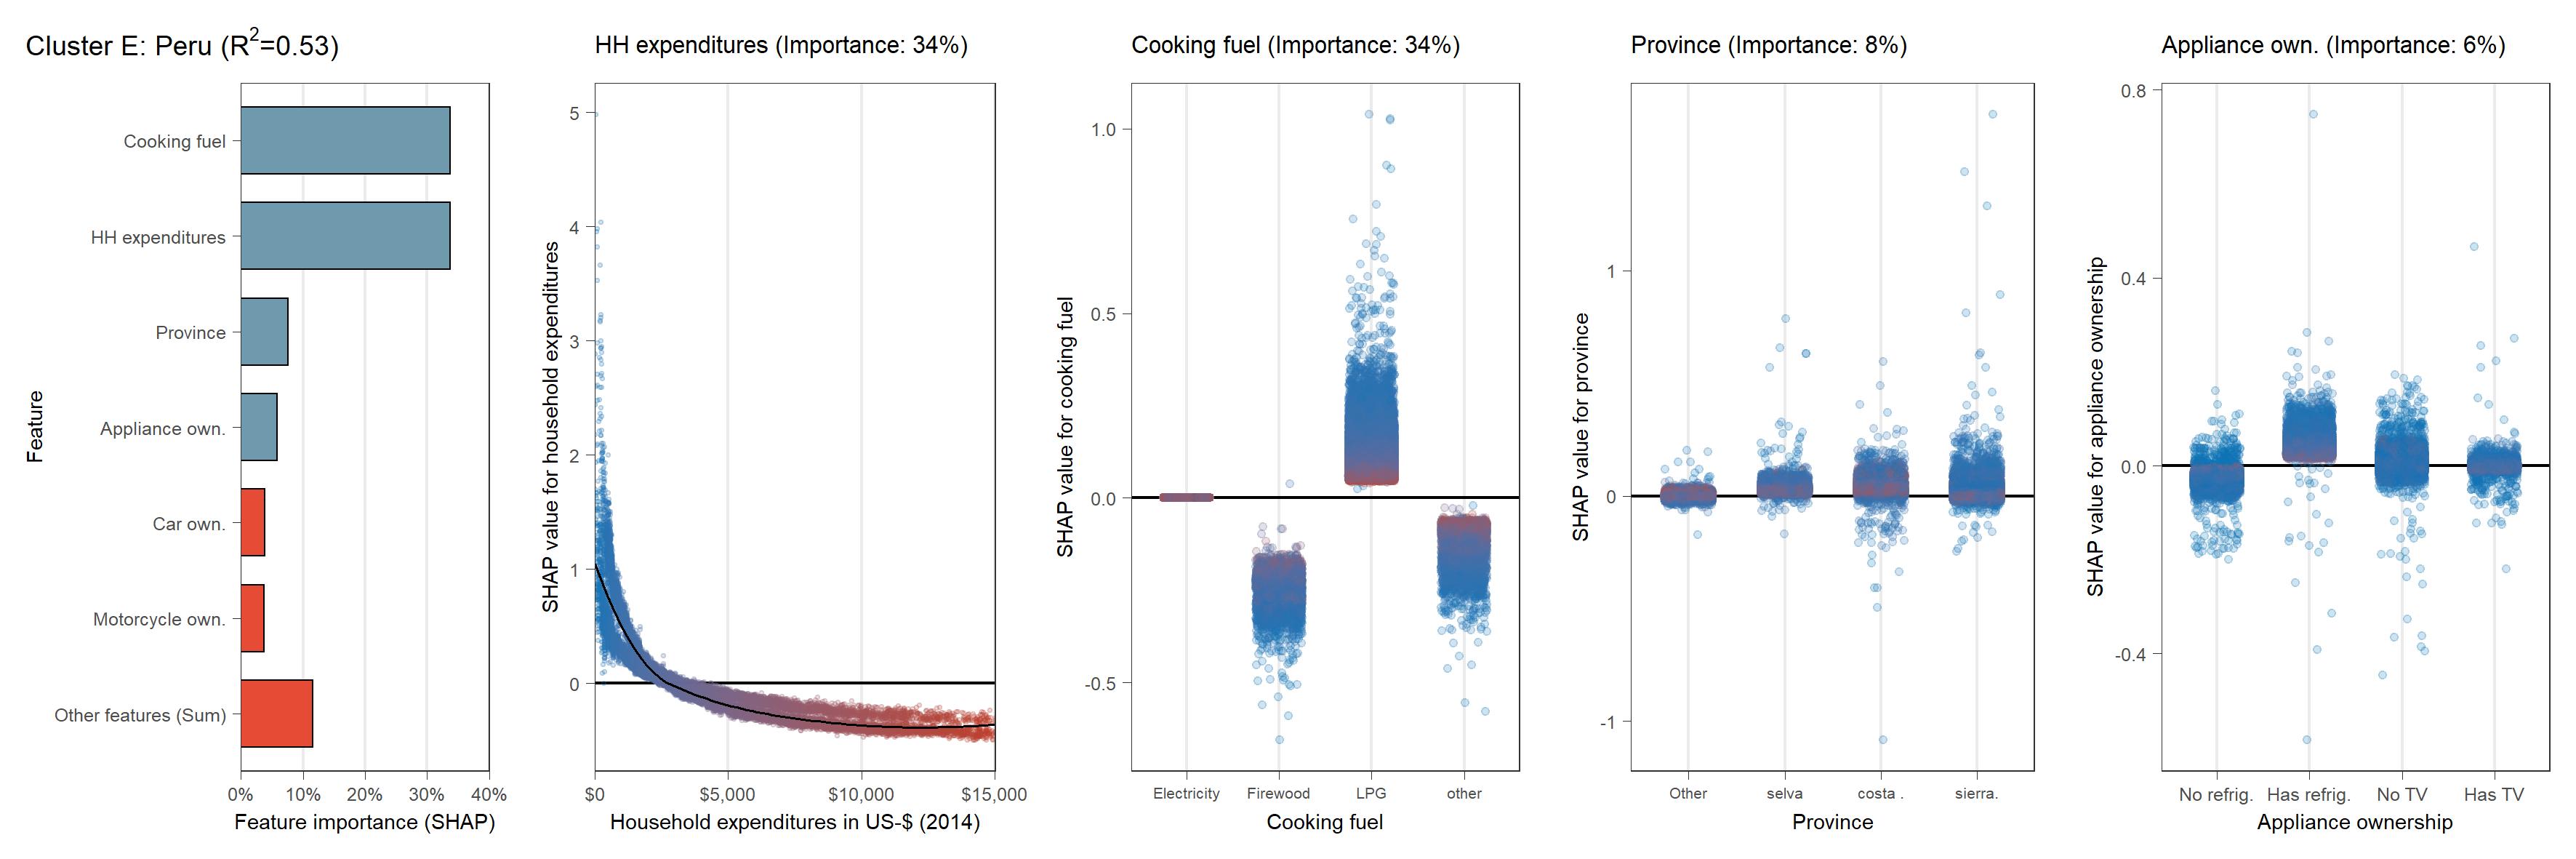 Cluster E: Peru (R2=0.53)
Feature
Cooking fuel
HH expenditures
Province
Appliance own.
Car own.
Motorcycle own.
Other features (Sum)
0% 10% 20% 30% 40%
Feature importance (SHAP)
HH expenditures (Importance: 34%)
SHAP value for household expenditures
5
4
3
2
1
0
$0 $5,000 $10,000 $15,000
Household expenditures in US-$ (2014)
Cooking fuel (Importance: 34%)
SHAP value for cooking fuel
1.0
0.5
0.0
-0.5
Electricity Firewood LPG other
Cooking fuel
Province (Importance: 8%)
SHAP value for province
1
0
-1
Other selva costa . sierra.
Province
Appliance own. (Importance: 6%)
SHAP value for appliance ownership
0.8
0.4
0.0
-0.4
No refrig. Has refrig. No TV Has TV
Appliance ownership